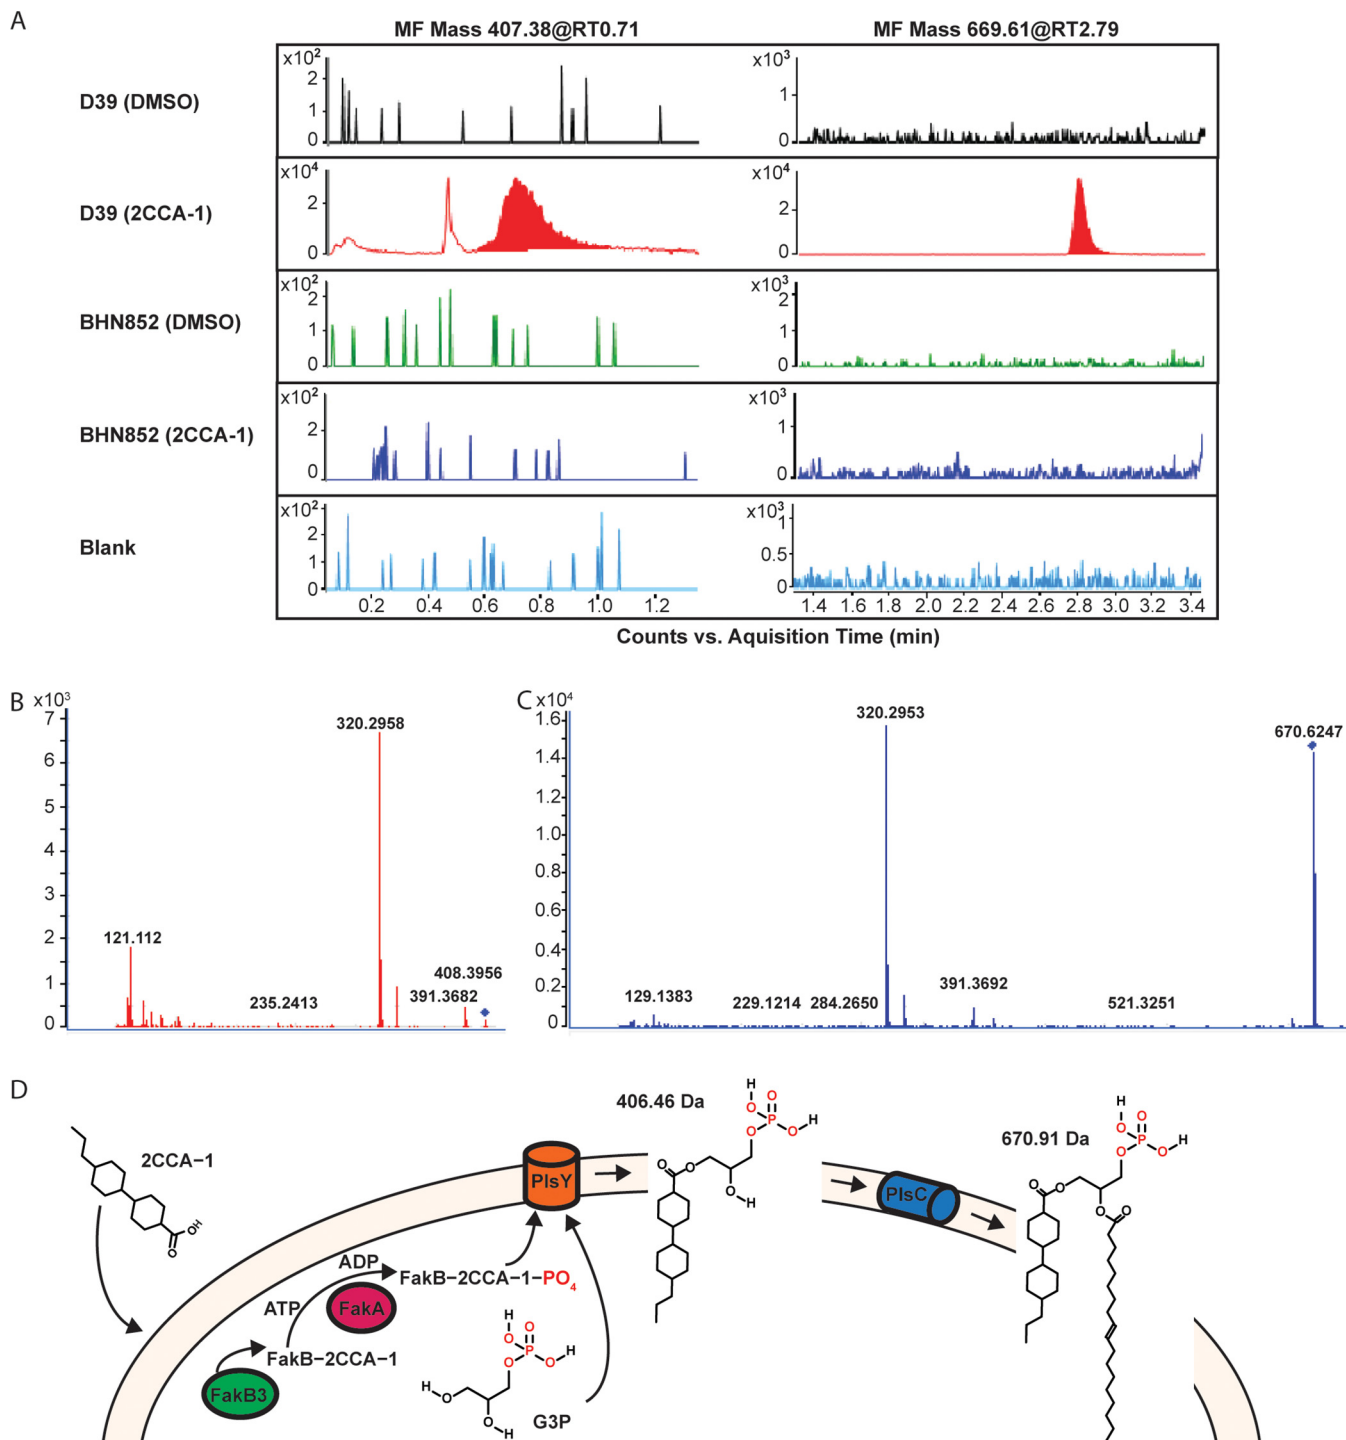 A
MF Mass 407.38@RT0.71
MF Mass 669.61@RT2.79
D39 (DMSO)
x10²
2
1
0
x10³
1
0
D39 (2CCA-1)
x10⁴
2
0
x10⁴
2
0
BHN852 (DMSO)
x10²
2
1
0
x10³
2
1
0
BHN852 (2CCA-1)
x10²
2
0
x10³
1
0
Blank
x10²
2
1
0
x10³
1
0.5
0
0.2 0.4 0.6 0.8 1.0 1.2
1.4 1.6 1.8 2.0 2.2 2.4 2.6 2.8 3.0 3.2 3.4
Counts vs. Aquisition Time (min)
B
x10³
7
6
5
4
3
2
1
0
320.2958
121.112
235.2413
408.3956
391.3682
C
x10⁴
1.6
1.4
1.2
1.0
0.8
0.6
0.4
0.2
0
320.2953
670.6247
129.1383
229.1214
284.2650
391.3692
521.3251
D
2CCA-1
OH
O
PlsY
406.46 Da
H
O
O
P
O
H
O
O
O
O
H
PlsC
670.91 Da
H
O
O
P
O
H
O
O
O
O
O
ADP
FakB-2CCA-1-PO₄
ATP
FakA
FakB-2CCA-1
FakB3
H
O
O
P
O
H
O
H
O
O
H
G3P